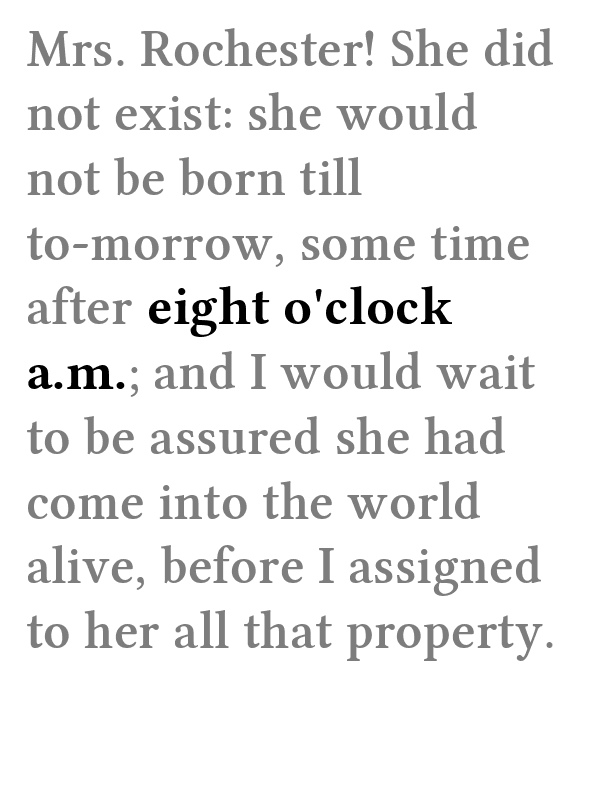 Mrs. Rochester! She did
not exist: she would
not be born till
to-morrow, some time
after eight o'clock
a.m.; and I would wait
to be assured she had
come into the world
alive, before I assigned
to her all that property.